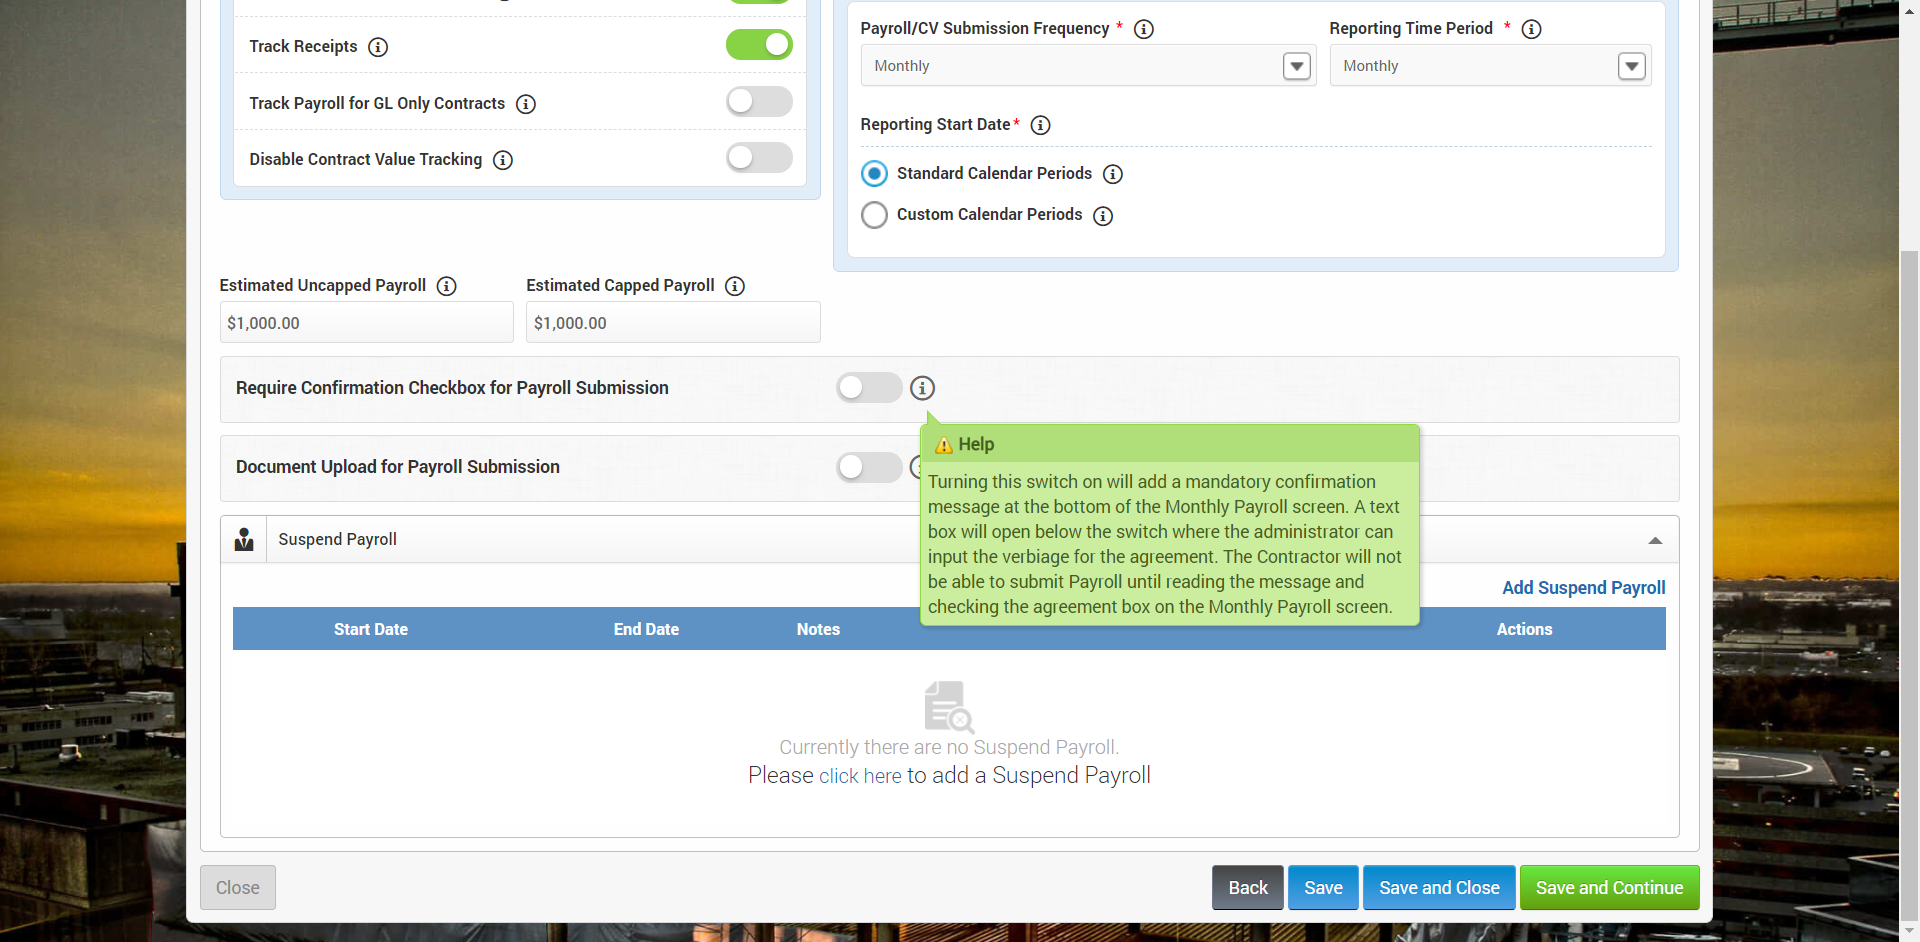 Track Receipts
Track Payroll for GL Only Contracts
Disable Contract Value Tracking
Payroll/CV Submission Frequency *
Monthly
Reporting Time Period *
Monthly
Reporting Start Date*
Standard Calendar Periods
Custom Calendar Periods
Estimated Uncapped Payroll
$1,000.00
Estimated Capped Payroll
$1,000.00
Require Confirmation Checkbox for Payroll Submission
Document Upload for Payroll Submission
Help
Turning this switch on will add a mandatory confirmation
message at the bottom of the Monthly Payroll screen. A text
box will open below the switch where the administrator can
input the verbiage for the agreement. The Contractor will not
be able to submit Payroll until reading the message and
checking the agreement box on the Monthly Payroll screen.
Suspend Payroll
Add Suspend Payroll
Start Date End Date Notes Actions
Currently there are no Suspend Payroll.
Please click here to add a Suspend Payroll
Close Back Save Save and Close Save and Continue